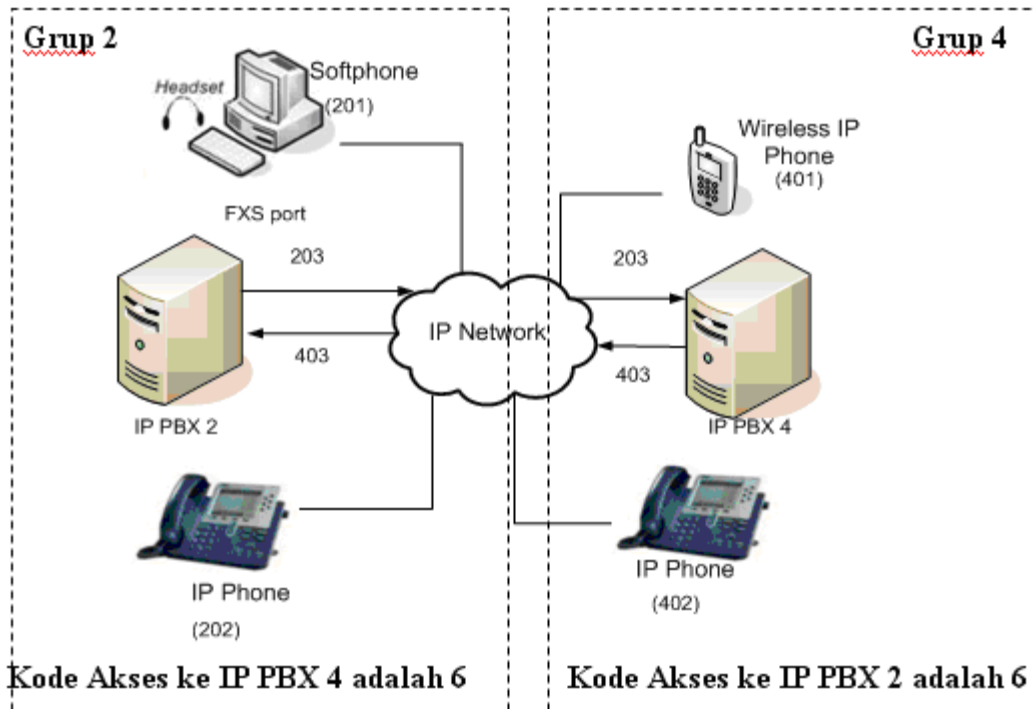 Grup 2
Softphone
(201)
Headset
FXS port
203
403
IP PBX 2
IP Phone
(202)
Kode Akses ke IP PBX 4 adalah 6
IP Network
Grup 4
Wireless IP
Phone
(401)
203
403
IP PBX 4
IP Phone
(402)
Kode Akses ke IP PBX 2 adalah 6